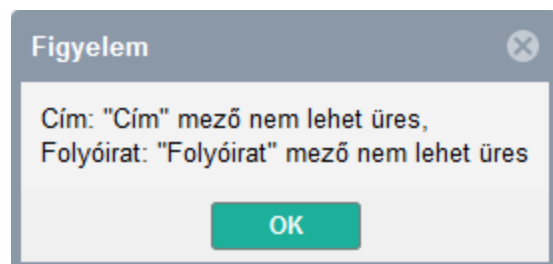 Figyelem
Cím: "Cím" mező nem lehet üres,
Folyóirat: "Folyóirat" mező nem lehet üres
OK